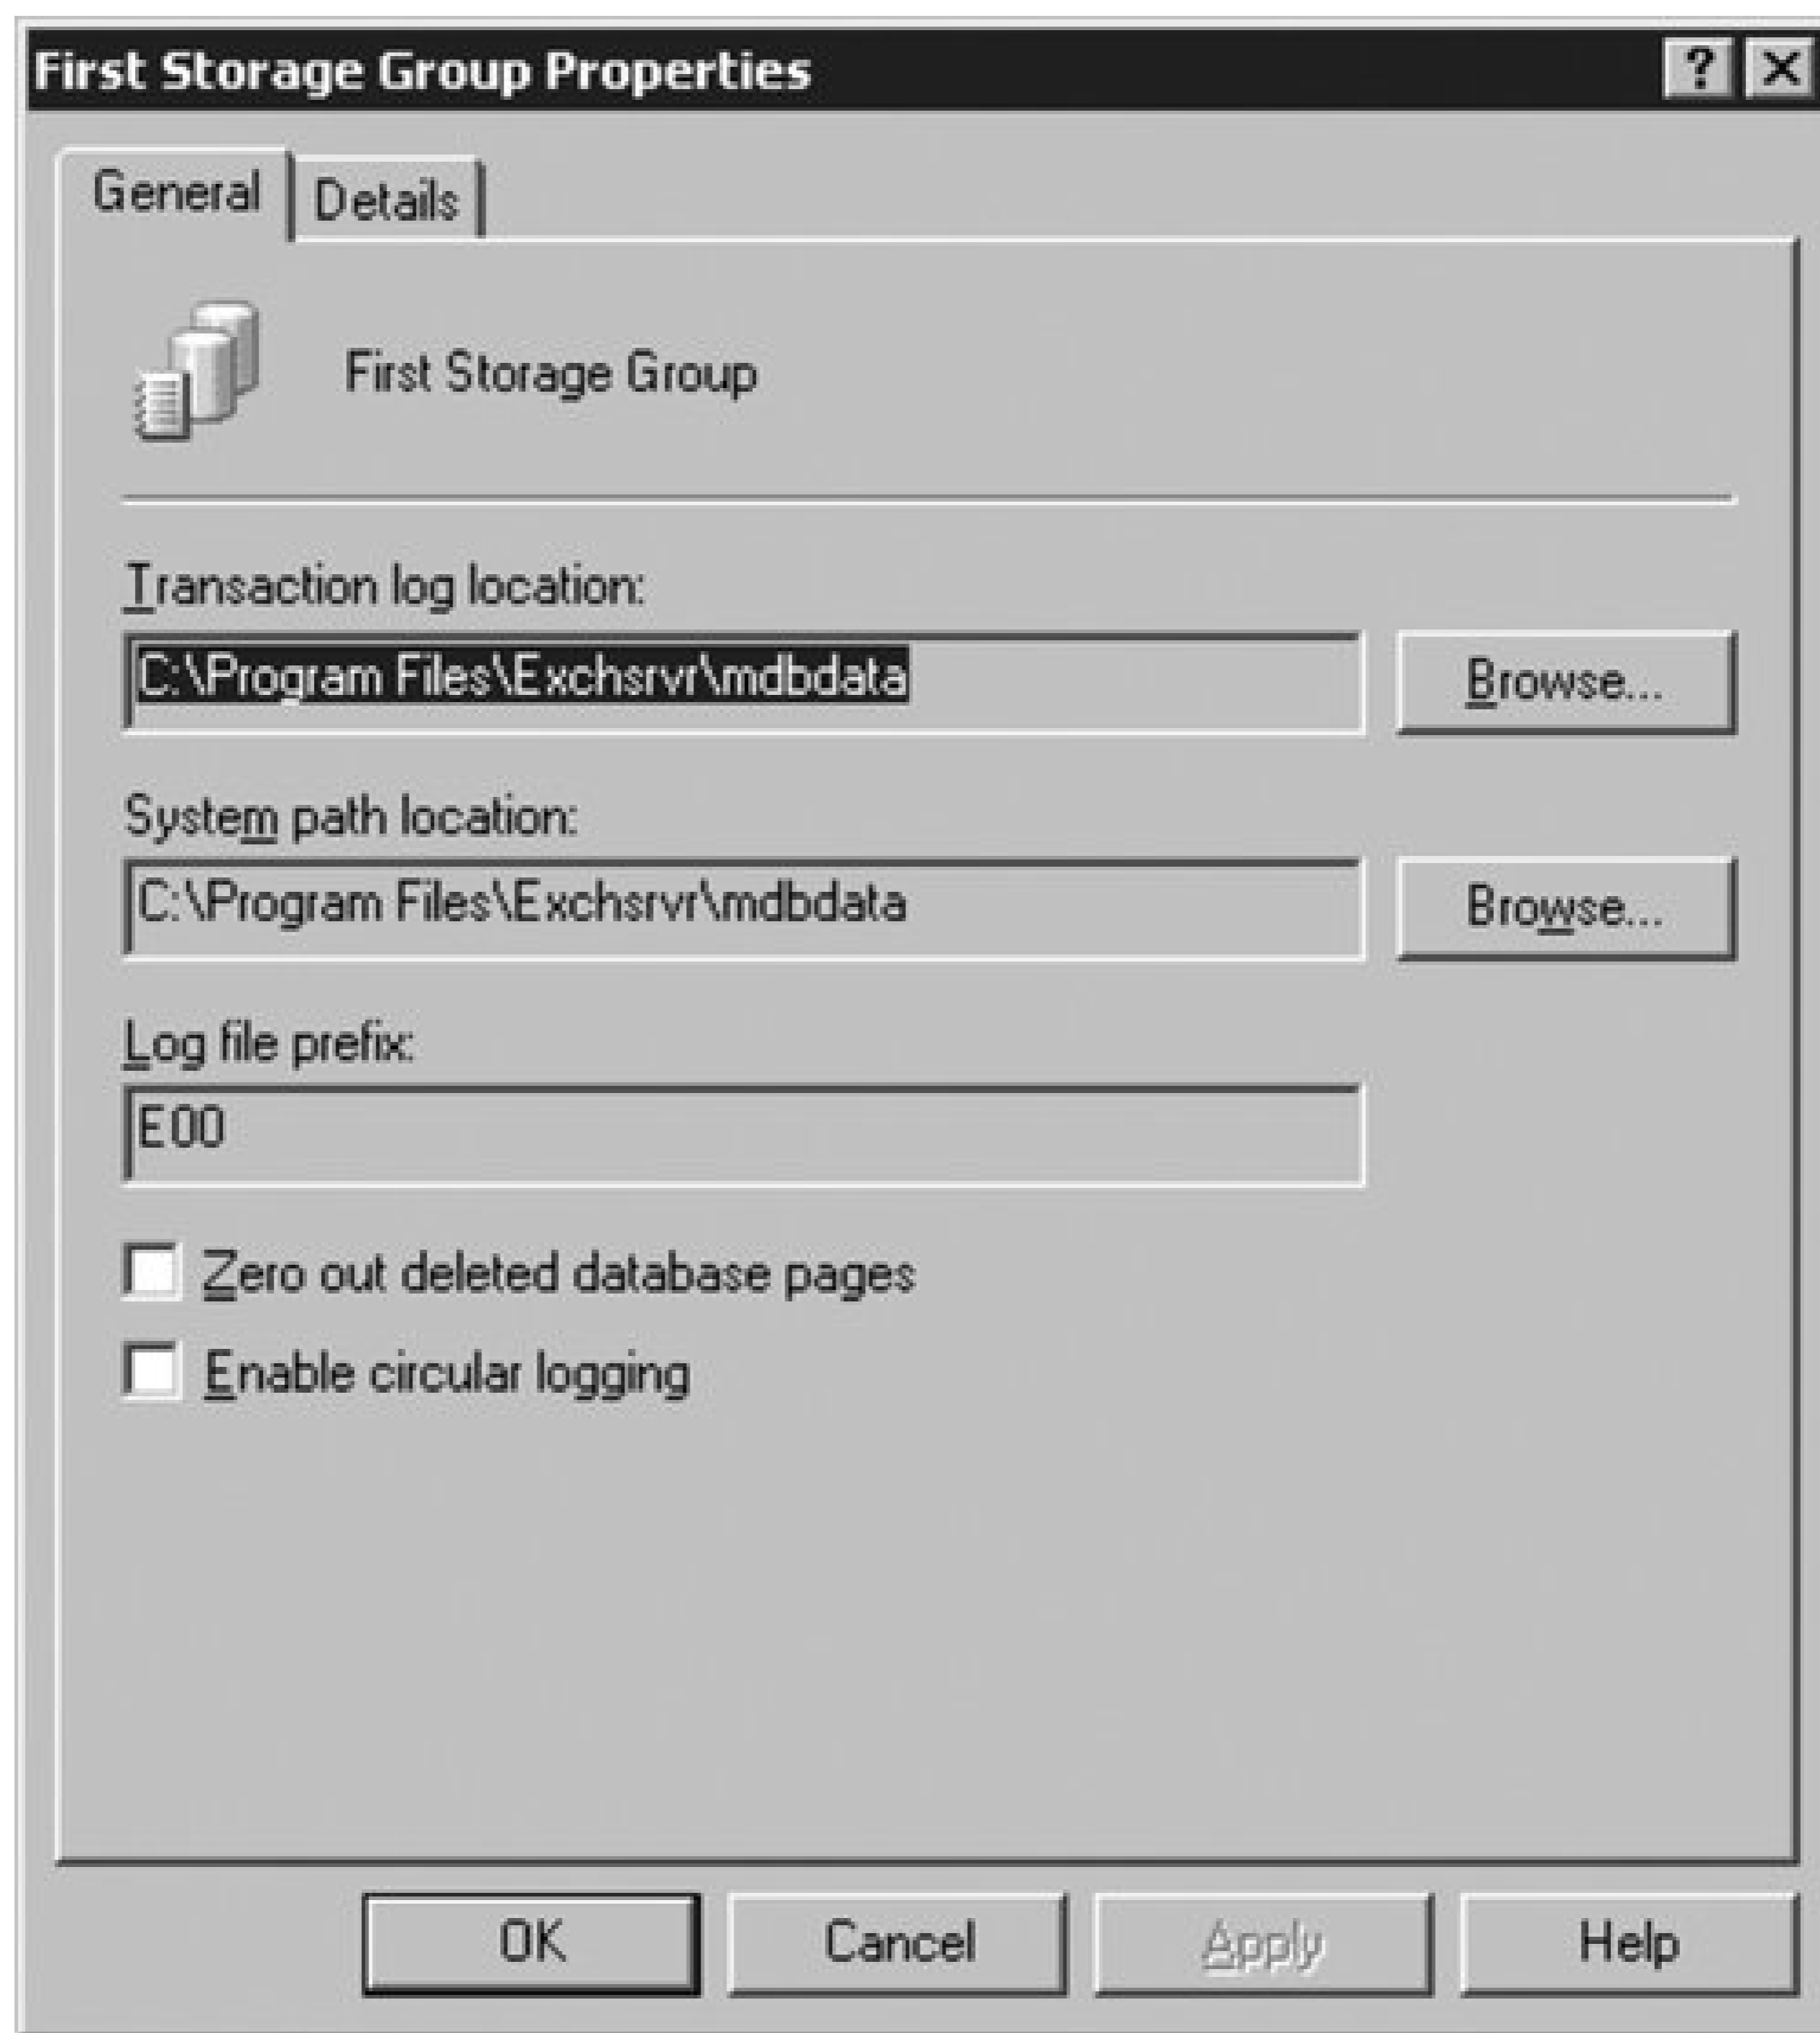 First Storage Group Properties
General
Details
First Storage Group
Transaction log location:
C:\Program Files\Exchsrvr\mdbdata
Browse...
System path location:
C:\Program Files\Exchsrvr\mdbdata
Browse...
Log file prefix:
E00
Zero out deleted database pages
Enable circular logging
OK
Cancel
Apply
Help